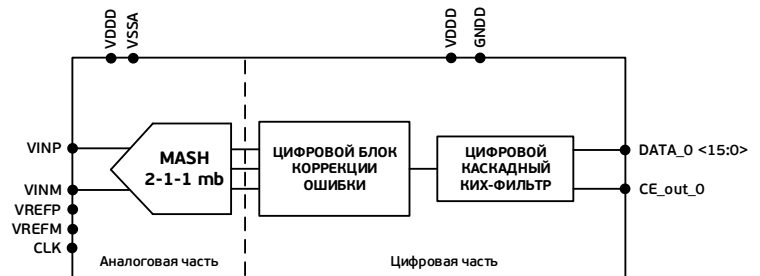 VDDD
VSSA
VDDD
GNDD
VINP
VINM
VREFP
VREFM
CLK
MASH
2-1-1 mb
ЦИФРОВОЙ БЛОК
КОРРЕКЦИИ
ОШИБКИ
ЦИФРОВОЙ
КАСКАДНЫЙ
КИХ-ФИЛЬТР
DATA_0 <15:0>
CE_out_0
Аналоговая часть
Цифровая часть